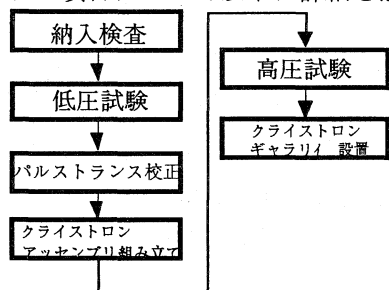 納入検査
低圧試験
パルストランス校正
クライストロン
アッセンブリ組み立て
高圧試験
クライストロン
ギャラリィ 設置